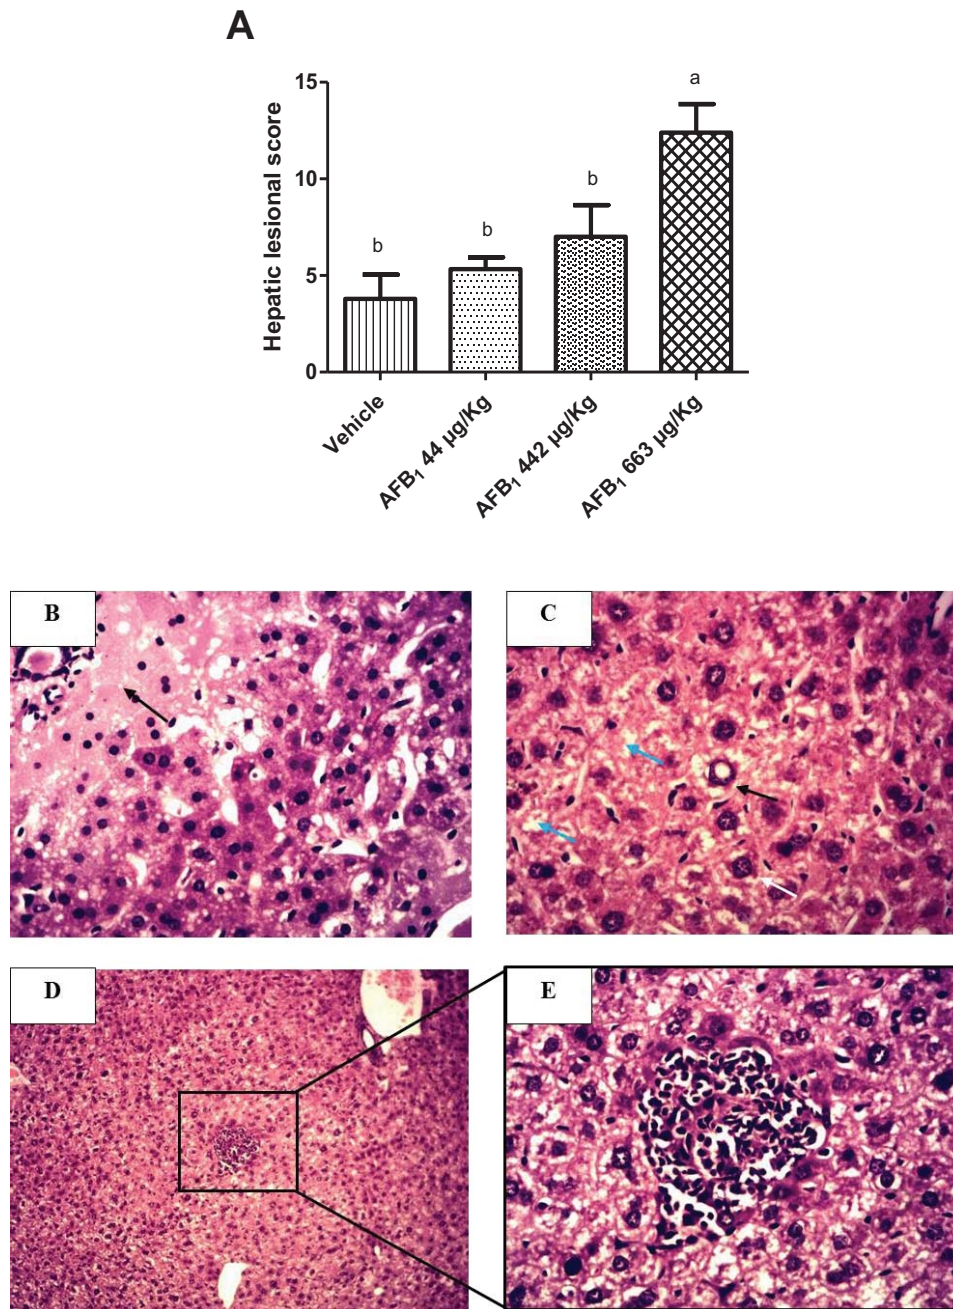 A
Hepatic lesional score
15
10
5
0
b
b
b
a
Vehicle
AFB₁ 44 µg/Kg
AFB₁ 442 µg/Kg
AFB₁ 663 µg/Kg
B
C
D
E